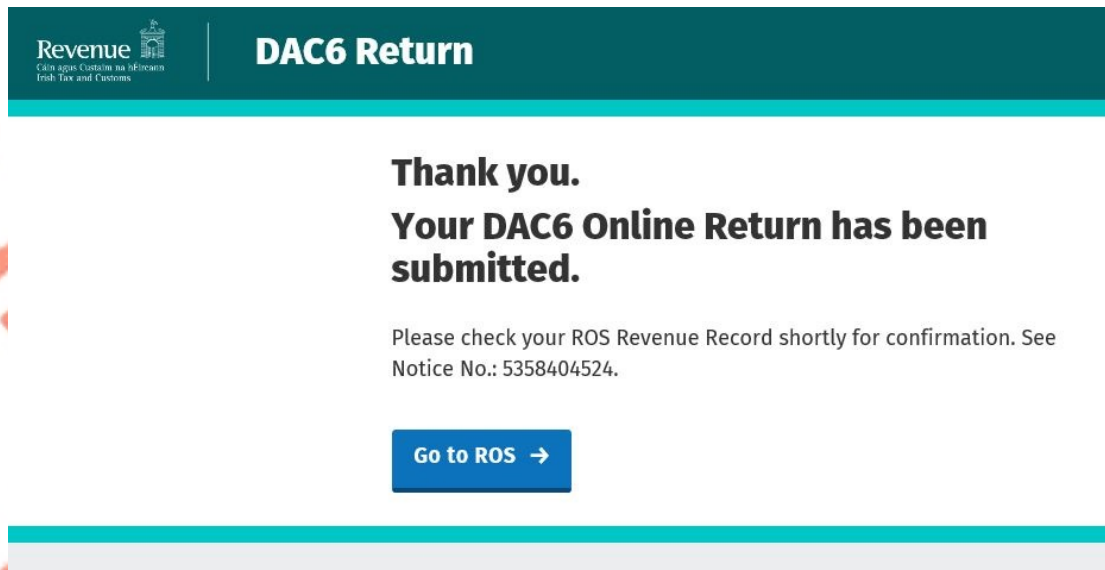 Revenue
Cáin agus Custaim na hÉireann
Irish Tax and Customs
DAC6 Return
Thank you.
Your DAC6 Online Return has been
submitted.
Please check your ROS Revenue Record shortly for confirmation. See
Notice No.: 5358404524.
Go to ROS →